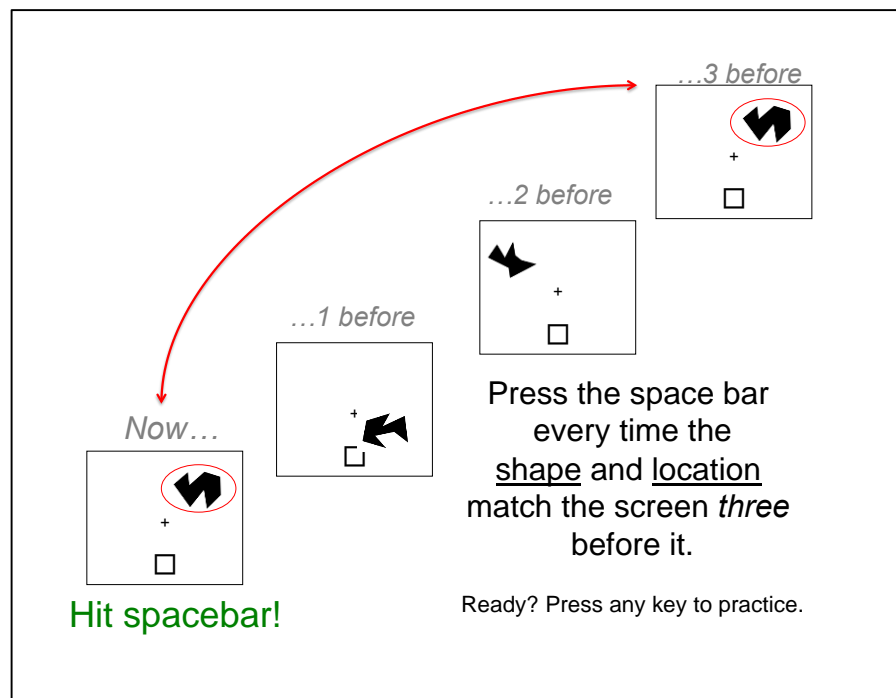 …3 before
…2 before
…1 before
Now…
Press the space bar
every time the
shape and location
match the screen three
before it.
Hit spacebar!
Ready? Press any key to practice.